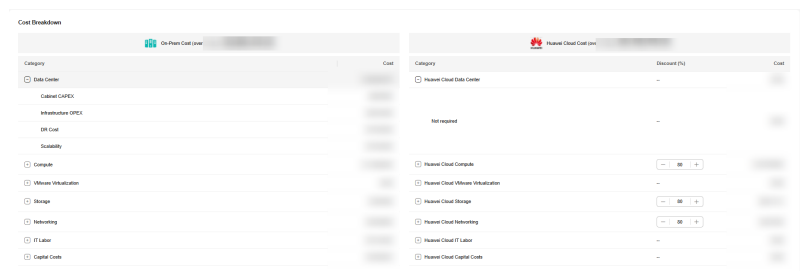 Cost Breakdown
On-Prem Cost (over
Category Cost
Data Center
Cabinet CAPEX
Infrastructure OPEX
DR Cost
Scalability
Compute
VMware Virtualization
Storage
Networking
IT Labor
Capital Costs
HUAWEI
Huawei Cloud Cost (ov
Category Discount (%) Cost
Huawei Cloud Data Center --
Not required --
Huawei Cloud Compute
Huawei Cloud VMware Virtualization --
Huawei Cloud Storage
Huawei Cloud Networking
Huawei Cloud IT Labor --
Huawei Cloud Capital Costs --